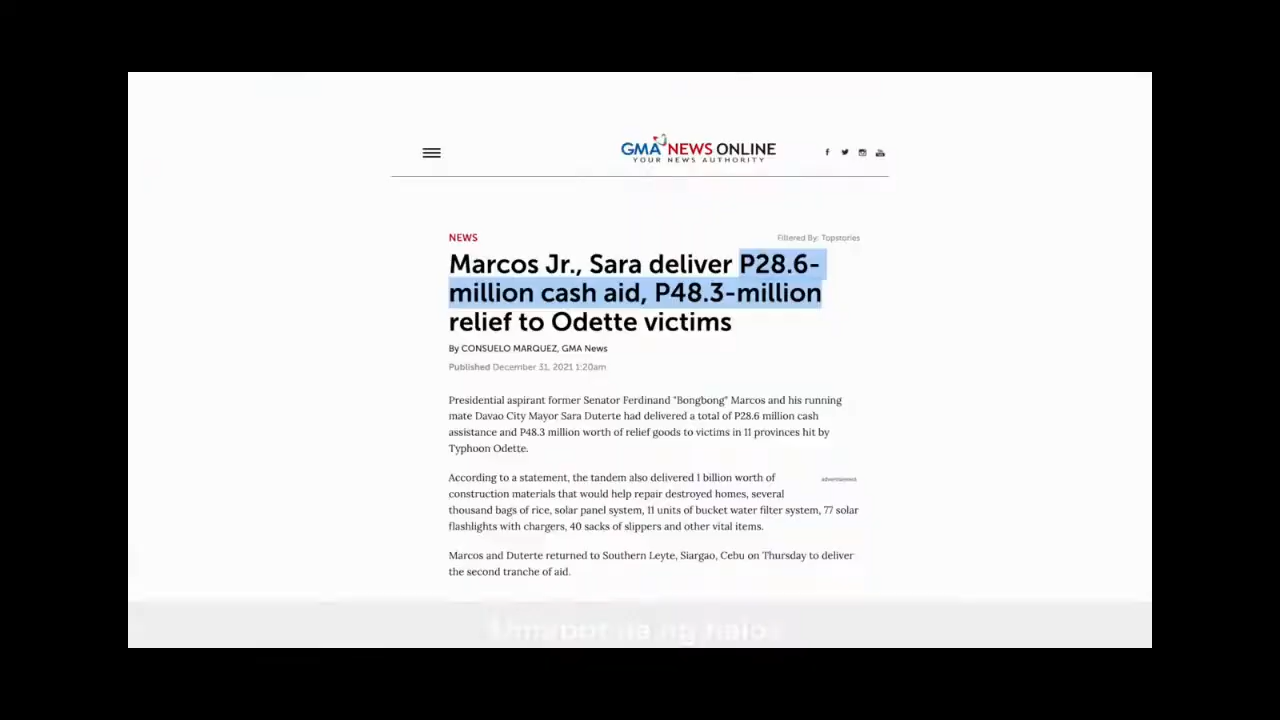 GMA NEWS ONLINE
YOUR NEWS AUTHORITY
NEWS
Filtered By: Topstories
Marcos Jr., Sara deliver P28.6-
million cash aid, P48.3-million
relief to Odette victims
By CONSUELO MARQUEZ, GMA News
Published December 31, 2021 1:20am
Presidential aspirant former Senator Ferdinand "Bongbong" Marcos and his running
mate Davao City Mayor Sara Duterte had delivered a total of P28.6 million cash
assistance and P48.3 million worth of relief goods to victims in 11 provinces hit by
Typhoon Odette.
According to a statement, the tandem also delivered 1 billion worth of
advertisement
construction materials that would help repair destroyed homes, several
thousand bags of rice, solar panel system, 11 units of bucket water filter system, 77 solar
flashlights with chargers, 40 sacks of slippers and other vital items.
Marcos and Duterte returned to Southern Leyte, Siargao, Cebu on Thursday to deliver
the second tranche of aid.